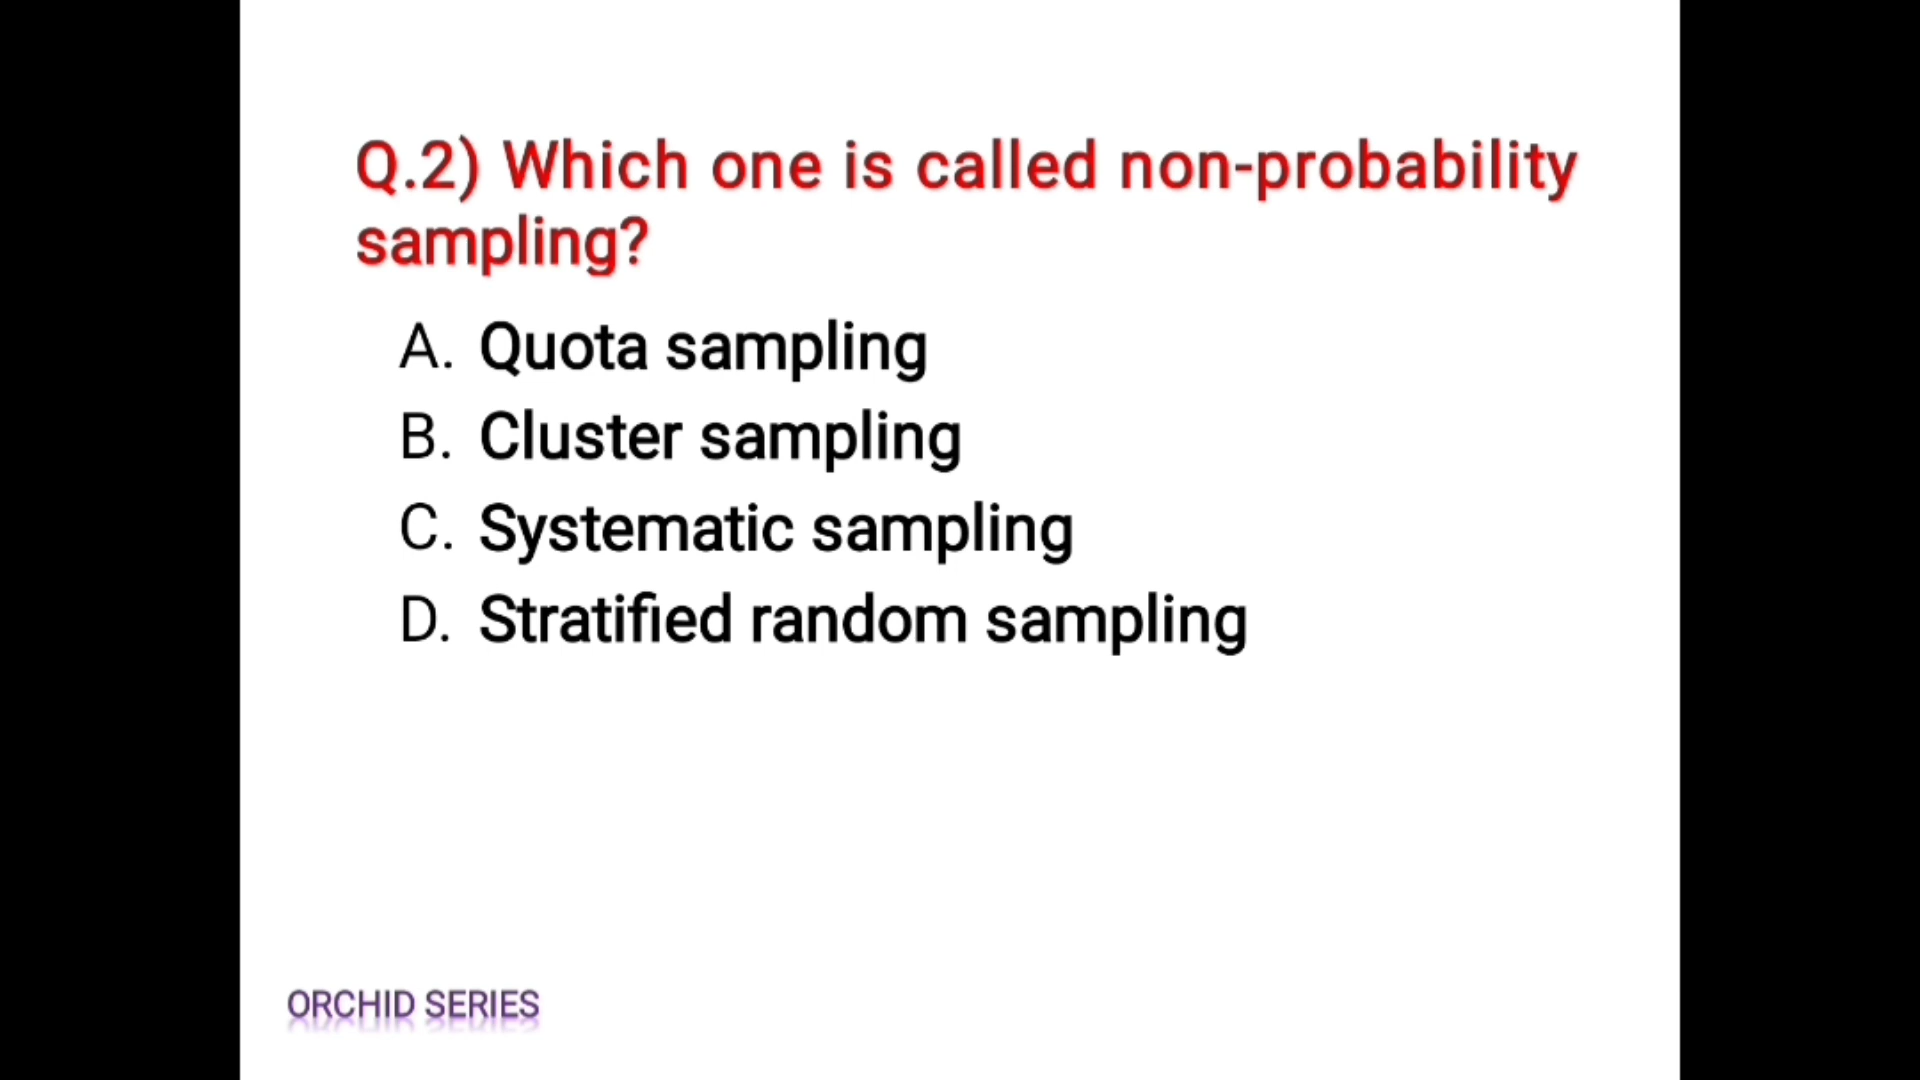 Q.2) Which one is called non-probability
sampling?
A. Quota sampling
B. Cluster sampling
C. Systematic sampling
D. Stratified random sampling
ORCHID SERIES